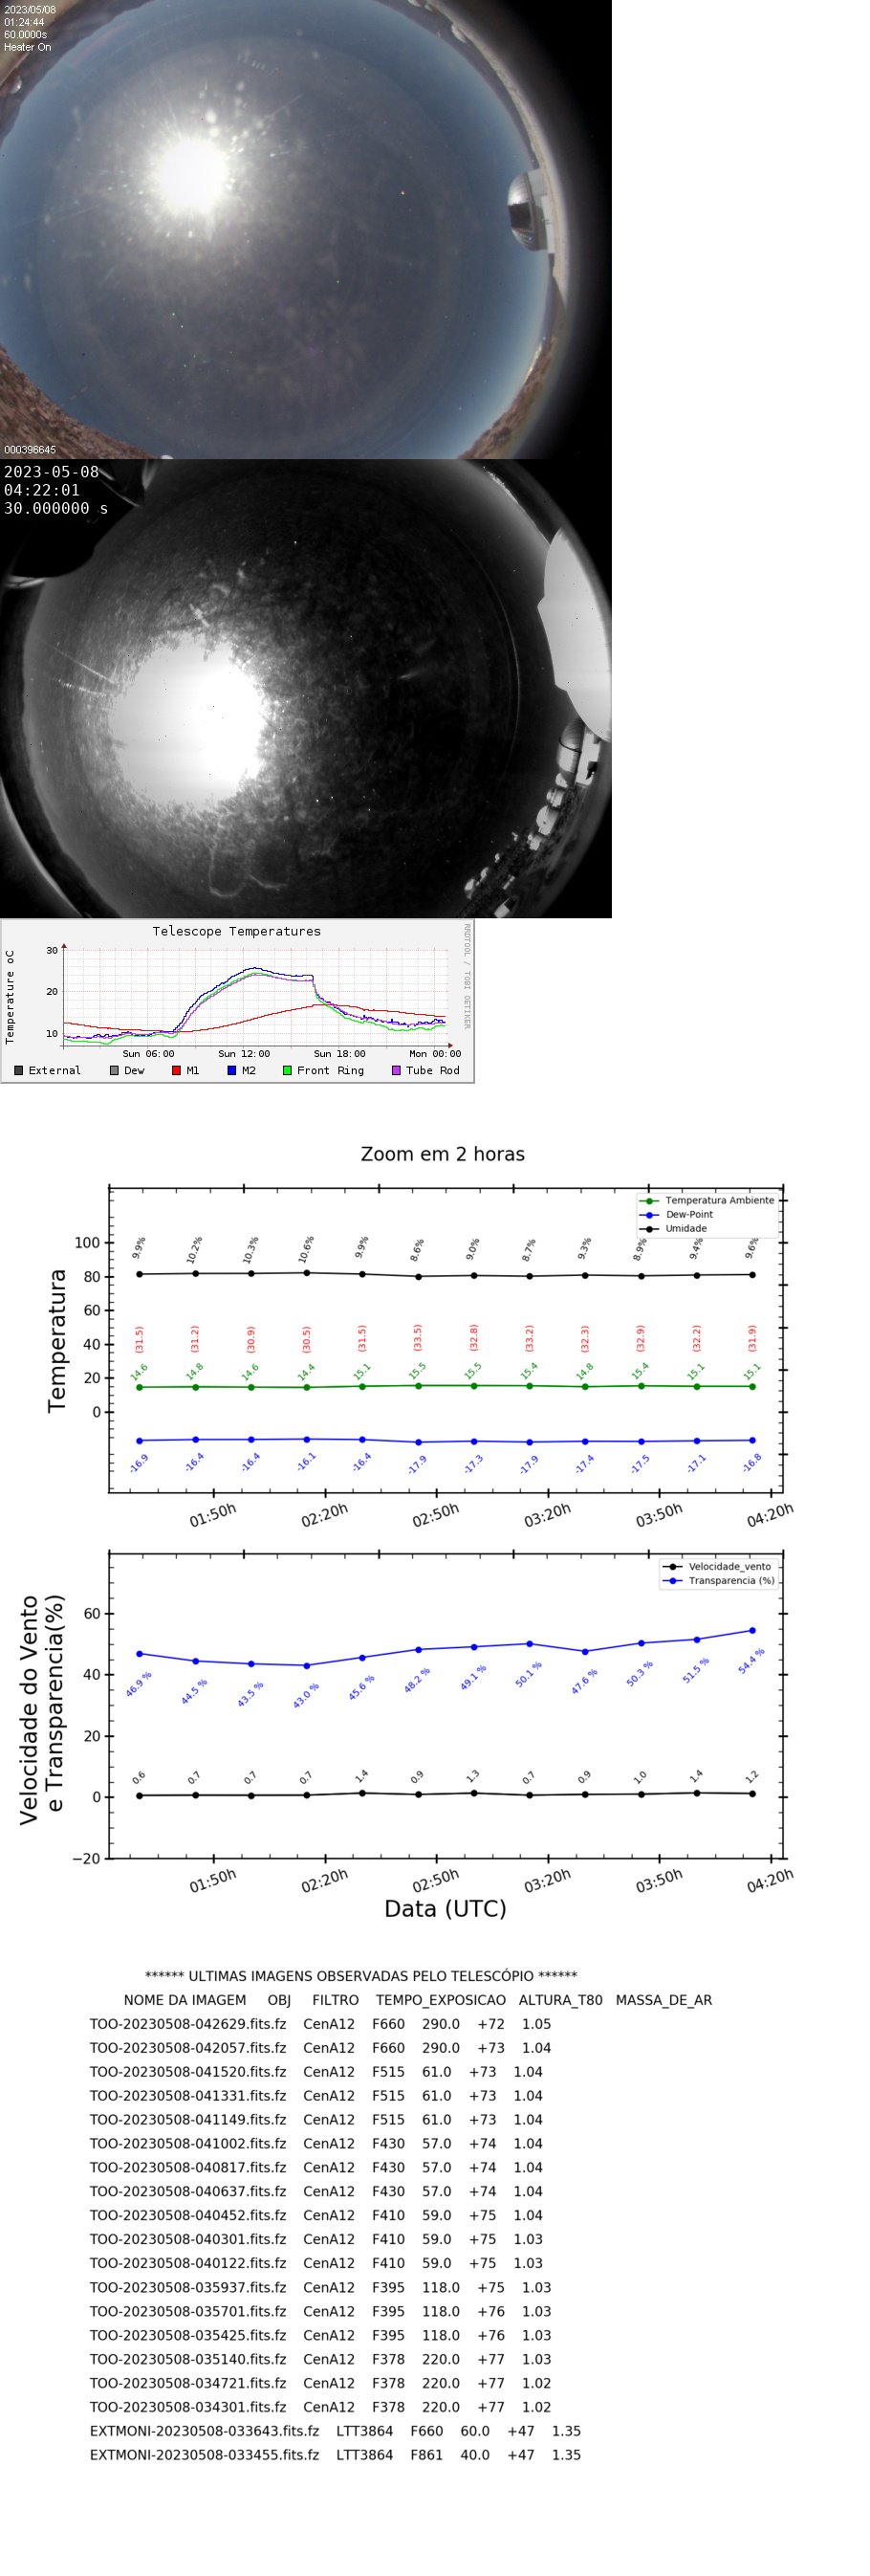 2023/05/08
01:24:44
60.0000s
Heater On
000396645
2023-05-08
04:22:01
30.000000 s
Telescope Temperatures
RRDTOOL / TOBI OETIKER
Temperature oC
30
20
10
Sun 06:00 Sun 12:00 Sun 18:00 Mon 00:00
External Dew M1 M2 Front Ring Tube Rod
Zoom em 2 horas
Temperatura Ambiente
Dew-Point
Umidade
Temperatura
100
80
60
40
20
0
9.9% 10.2% 10.3% 10.6% 9.9% 8.6% 9.0% 8.7% 9.3% 8.9% 9.4% 9.6%
(31.5) (31.2) (30.9) (30.5) (31.5) (33.5) (32.8) (33.2) (32.3) (32.9) (32.2) (31.9)
14.6 14.8 14.6 14.4 15.1 15.5 15.5 15.4 14.8 15.4 15.1 15.1
-16.9 -16.4 -16.4 -16.1 -16.4 -17.9 -17.3 -17.9 -17.4 -17.5 -17.1 -16.8
01:50h 02:20h 02:50h 03:20h 03:50h 04:20h
Velocidade_vento
Transparencia (%)
Velocidade do Vento
e Transparencia(%)
60
40
20
0
−20
46.9 % 44.5 % 43.5 % 43.0 % 45.6 % 48.2 % 49.1 % 50.1 % 47.6 % 50.3 % 51.5 % 54.4 %
0.6 0.7 0.7 0.7 1.4 0.9 1.3 0.7 0.9 1.0 1.4 1.2
01:50h 02:20h 02:50h 03:20h 03:50h 04:20h
Data (UTC)
****** ULTIMAS IMAGENS OBSERVADAS PELO TELESCÓPIO ******
NOME DA IMAGEM OBJ FILTRO TEMPO_EXPOSICAO ALTURA_T80 MASSA_DE_AR
TOO-20230508-042629.fits.fz CenA12 F660 290.0 +72 1.05
TOO-20230508-042057.fits.fz CenA12 F660 290.0 +73 1.04
TOO-20230508-041520.fits.fz CenA12 F515 61.0 +73 1.04
TOO-20230508-041331.fits.fz CenA12 F515 61.0 +73 1.04
TOO-20230508-041149.fits.fz CenA12 F515 61.0 +73 1.04
TOO-20230508-041002.fits.fz CenA12 F430 57.0 +74 1.04
TOO-20230508-040817.fits.fz CenA12 F430 57.0 +74 1.04
TOO-20230508-040637.fits.fz CenA12 F430 57.0 +74 1.04
TOO-20230508-040452.fits.fz CenA12 F410 59.0 +75 1.04
TOO-20230508-040301.fits.fz CenA12 F410 59.0 +75 1.03
TOO-20230508-040122.fits.fz CenA12 F410 59.0 +75 1.03
TOO-20230508-035937.fits.fz CenA12 F395 118.0 +75 1.03
TOO-20230508-035701.fits.fz CenA12 F395 118.0 +76 1.03
TOO-20230508-035425.fits.fz CenA12 F395 118.0 +76 1.03
TOO-20230508-035140.fits.fz CenA12 F378 220.0 +77 1.03
TOO-20230508-034721.fits.fz CenA12 F378 220.0 +77 1.02
TOO-20230508-034301.fits.fz CenA12 F378 220.0 +77 1.02
EXTMONI-20230508-033643.fits.fz LTT3864 F660 60.0 +47 1.35
EXTMONI-20230508-033455.fits.fz LTT3864 F861 40.0 +47 1.35